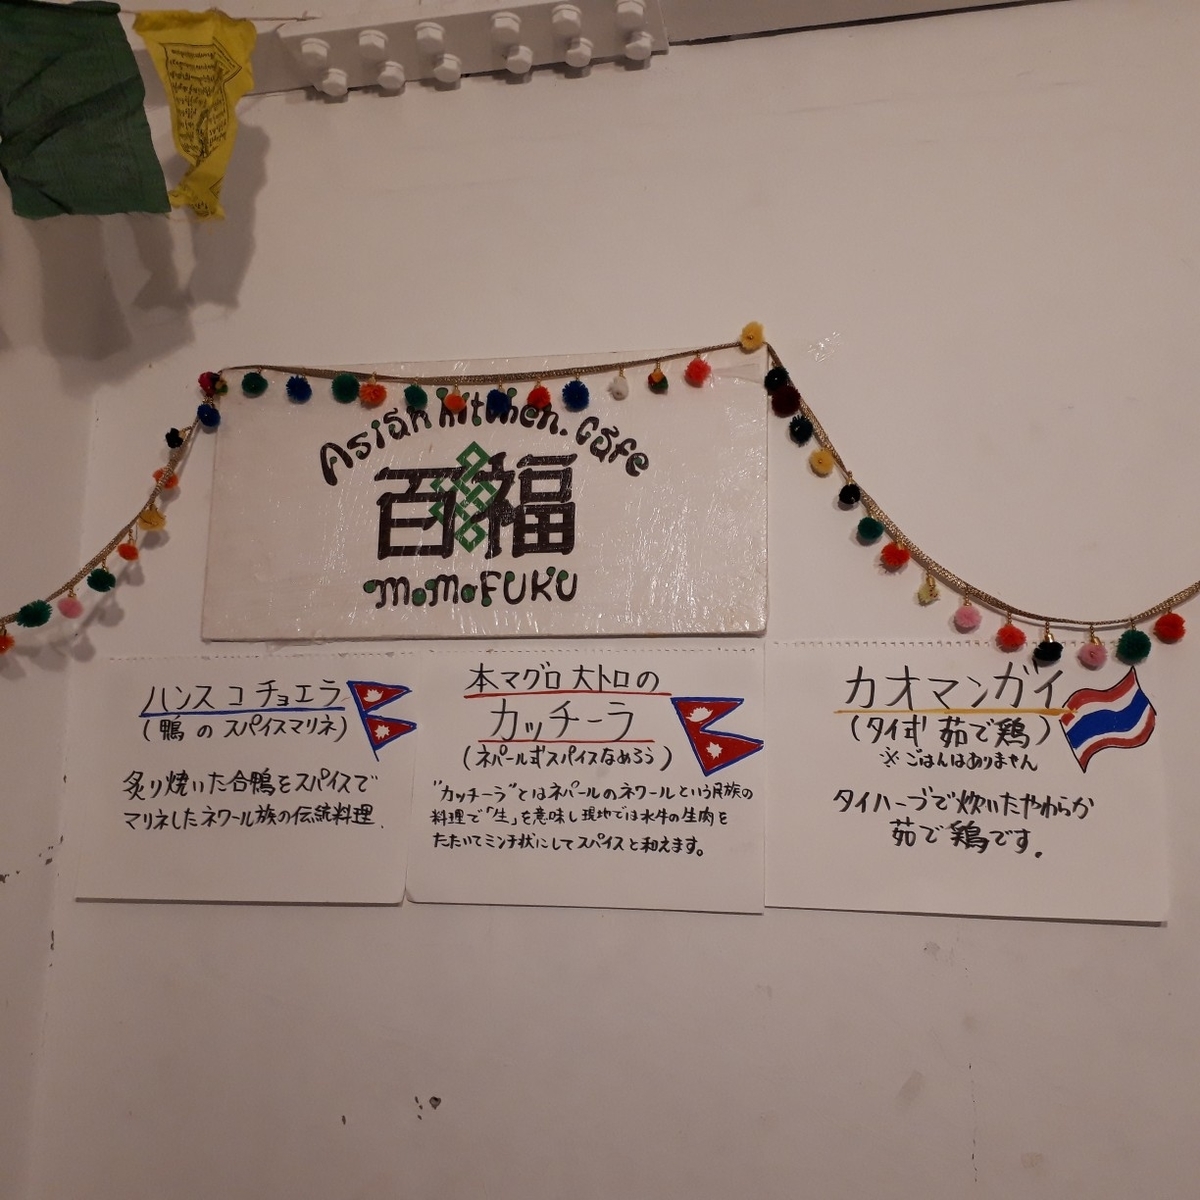 Asian kitchen. Cafe
百福
MoMoFUKU
ハンスコチョエラ
(鴨のスパイスマリネ)
炙り焼いた合鴨をスパイスで
マリネしたネワール族の伝統料理.
本マグロ大トロの
カッチーラ
(ネパール式スパイスなめろう)
"カッチーラ"とはネパールのネワールという民族の
料理で「生」を意味し現地では水牛の生肉を
たたいてミンチ状にしてスパイスと和えます。
カオマンガイ
(タイ式 茹で鶏)
※ごはんはありません
タイハーブで炊いたやわらか
茹で鶏です.